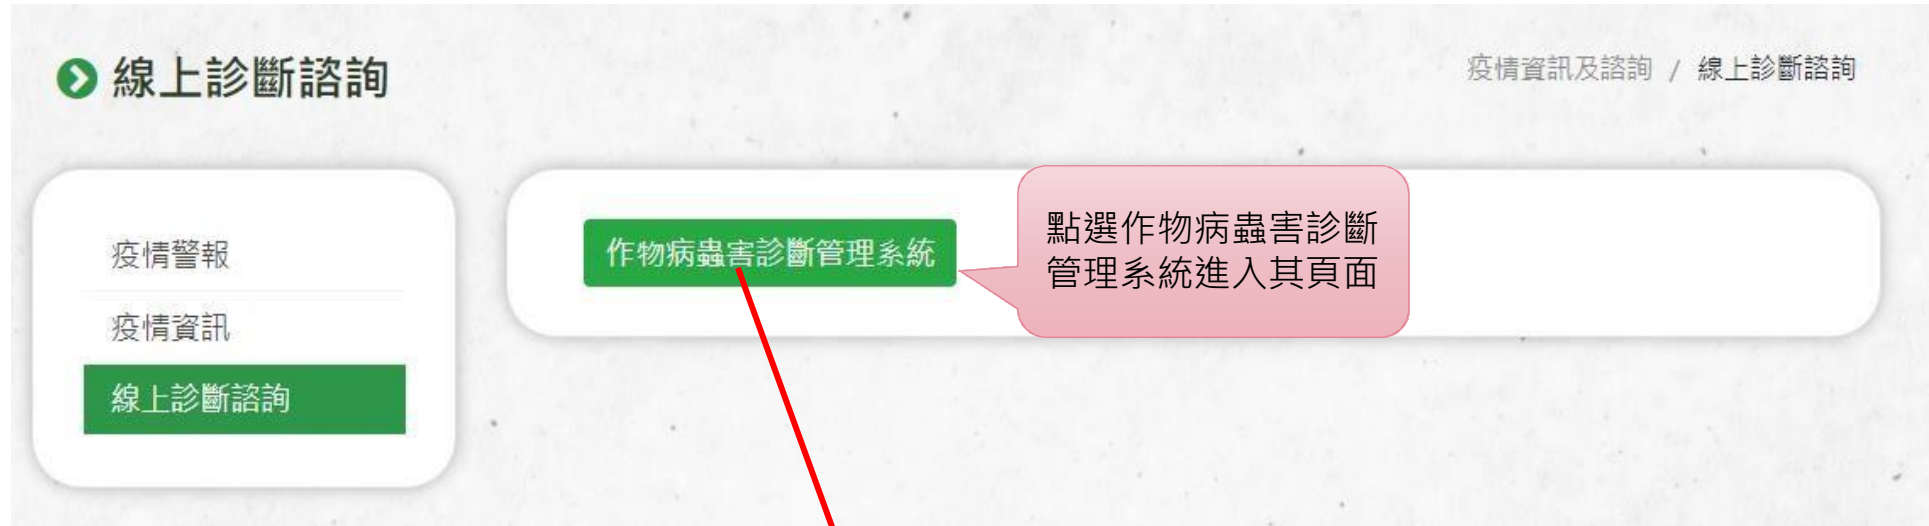 線上診斷諮詢
疫情資訊及諮詢 / 線上診斷諮詢
疫情警報
疫情資訊
線上診斷諮詢
作物病蟲害診斷管理系統
點選作物病蟲害診斷
管理系統進入其頁面